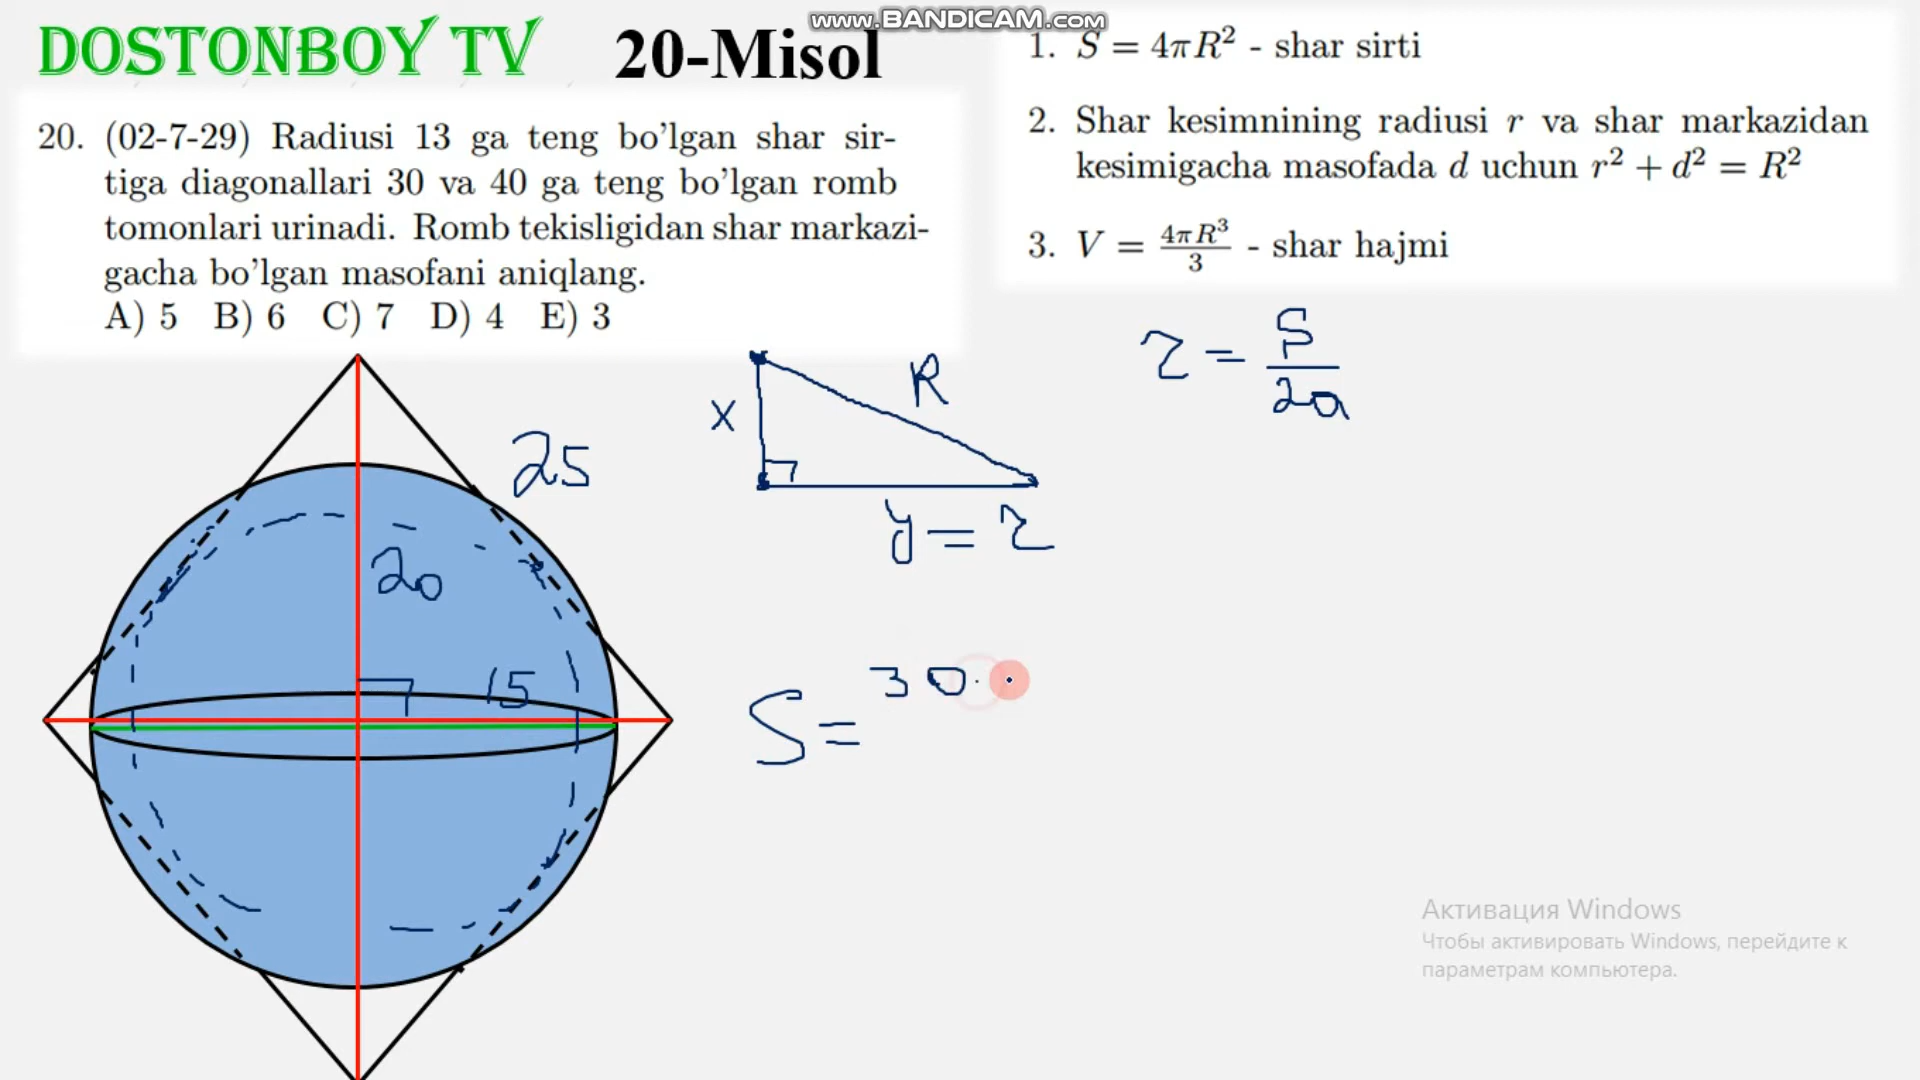 www.BANDICAM.com
DOSTONBOY TV
20-Misol
20. (02-7-29) Radiusi 13 ga teng bo'lgan shar sir-
tiga diagonallari 30 va 40 ga teng bo'lgan romb
tomonlari urinadi. Romb tekisligidan shar markazi-
gacha bo'lgan masofani aniqlang.
A) 5 B) 6 C) 7 D) 4 E) 3
1. S = 4πR² - shar sirti
2. Shar kesimnining radiusi r va shar markazidan
kesimigacha masofada d uchun r² + d² = R²
3. V = 4πR³/3 - shar hajmi
r = S/2a
R
x
y = r
25
20
15
S = 30 ·
Активация Windows
Чтобы активировать Windows, перейдите к
параметрам компьютера.